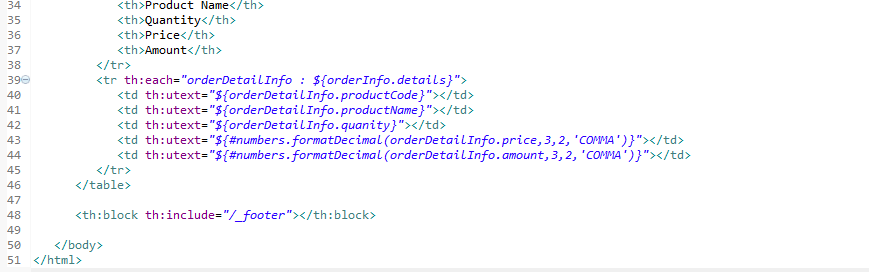 34 <th>Product Name</th>
35 <th>Quantity</th>
36 <th>Price</th>
37 <th>Amount</th>
38 </tr>
39 <tr th:each="orderDetailInfo : ${orderInfo.details}">
40 <td th:utext="${orderDetailInfo.productCode}"></td>
41 <td th:utext="${orderDetailInfo.productName}"></td>
42 <td th:utext="${orderDetailInfo.quanity}"></td>
43 <td th:utext="${#numbers.formatDecimal(orderDetailInfo.price,3,2,'COMMA')}"></td>
44 <td th:utext="${#numbers.formatDecimal(orderDetailInfo.amount,3,2,'COMMA')}"></td>
45 </tr>
46 </table>
47
48 <th:block th:include="/_footer"></th:block>
49
50 </body>
51 </html>